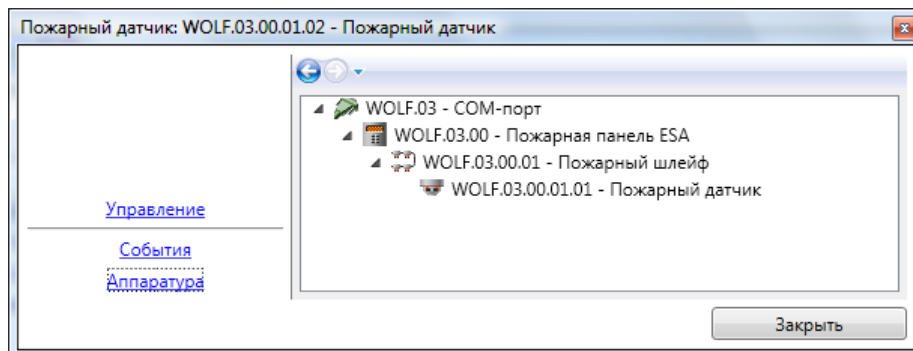 Пожарный датчик: WOLF.03.00.01.02 - Пожарный датчик
WOLF.03 - COM-порт
WOLF.03.00 - Пожарная панель ESA
WOLF.03.00.01 - Пожарный шлейф
WOLF.03.00.01.01 - Пожарный датчик
Управление
События
Аппаратура
Закрыть